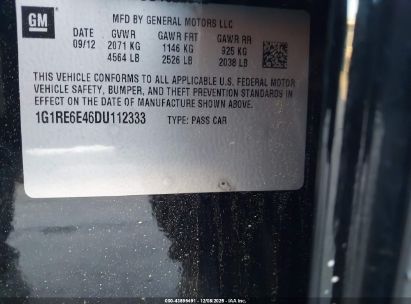 GM
MFD BY GENERAL MOTORS LLC
DATE GVWR GAWR FRT GAWR RR
09/12 2071 KG 1146 KG 925 KG
4564 LB 2526 LB 2038 LB
THIS VEHICLE CONFORMS TO ALL APPLICABLE U.S. FEDERAL MOTOR
VEHICLE SAFETY, BUMPER, AND THEFT PREVENTION STANDARDS
IN EFFECT ON THE DATE OF MANUFACTURE SHOWN ABOVE.
1G1RE6E46DU112333 TYPE: PASS CAR